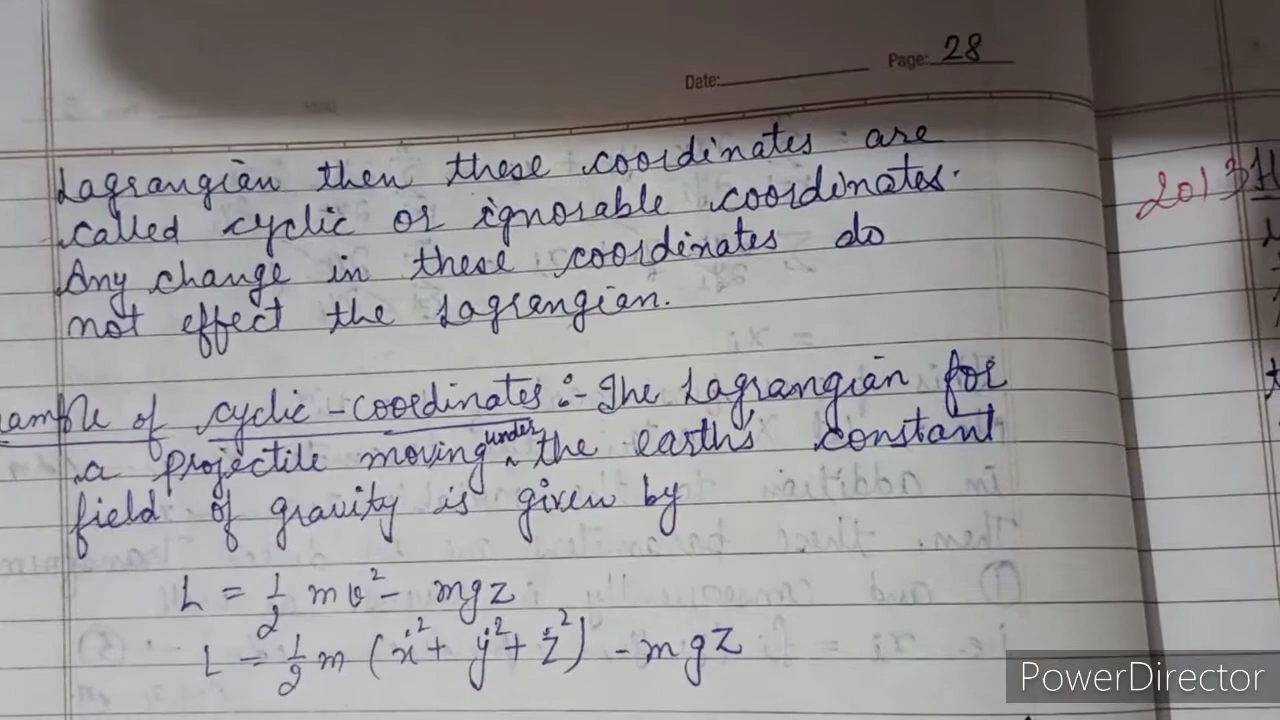 Date: Page: 28
Lagrangian then these coordinates are
called cyclic or ignorable coordinates.
Any change in these coordinates do
not effect the Lagrangian.
ample of cyclic-coordinates :- The Lagrangian for
a projectile moving under the earth's constant
field of gravity is given by
L = 1/2 mv² - mgz
L = 1/2 m (ẋ² + ẏ² + ż²) - mgz
2013
PowerDirector